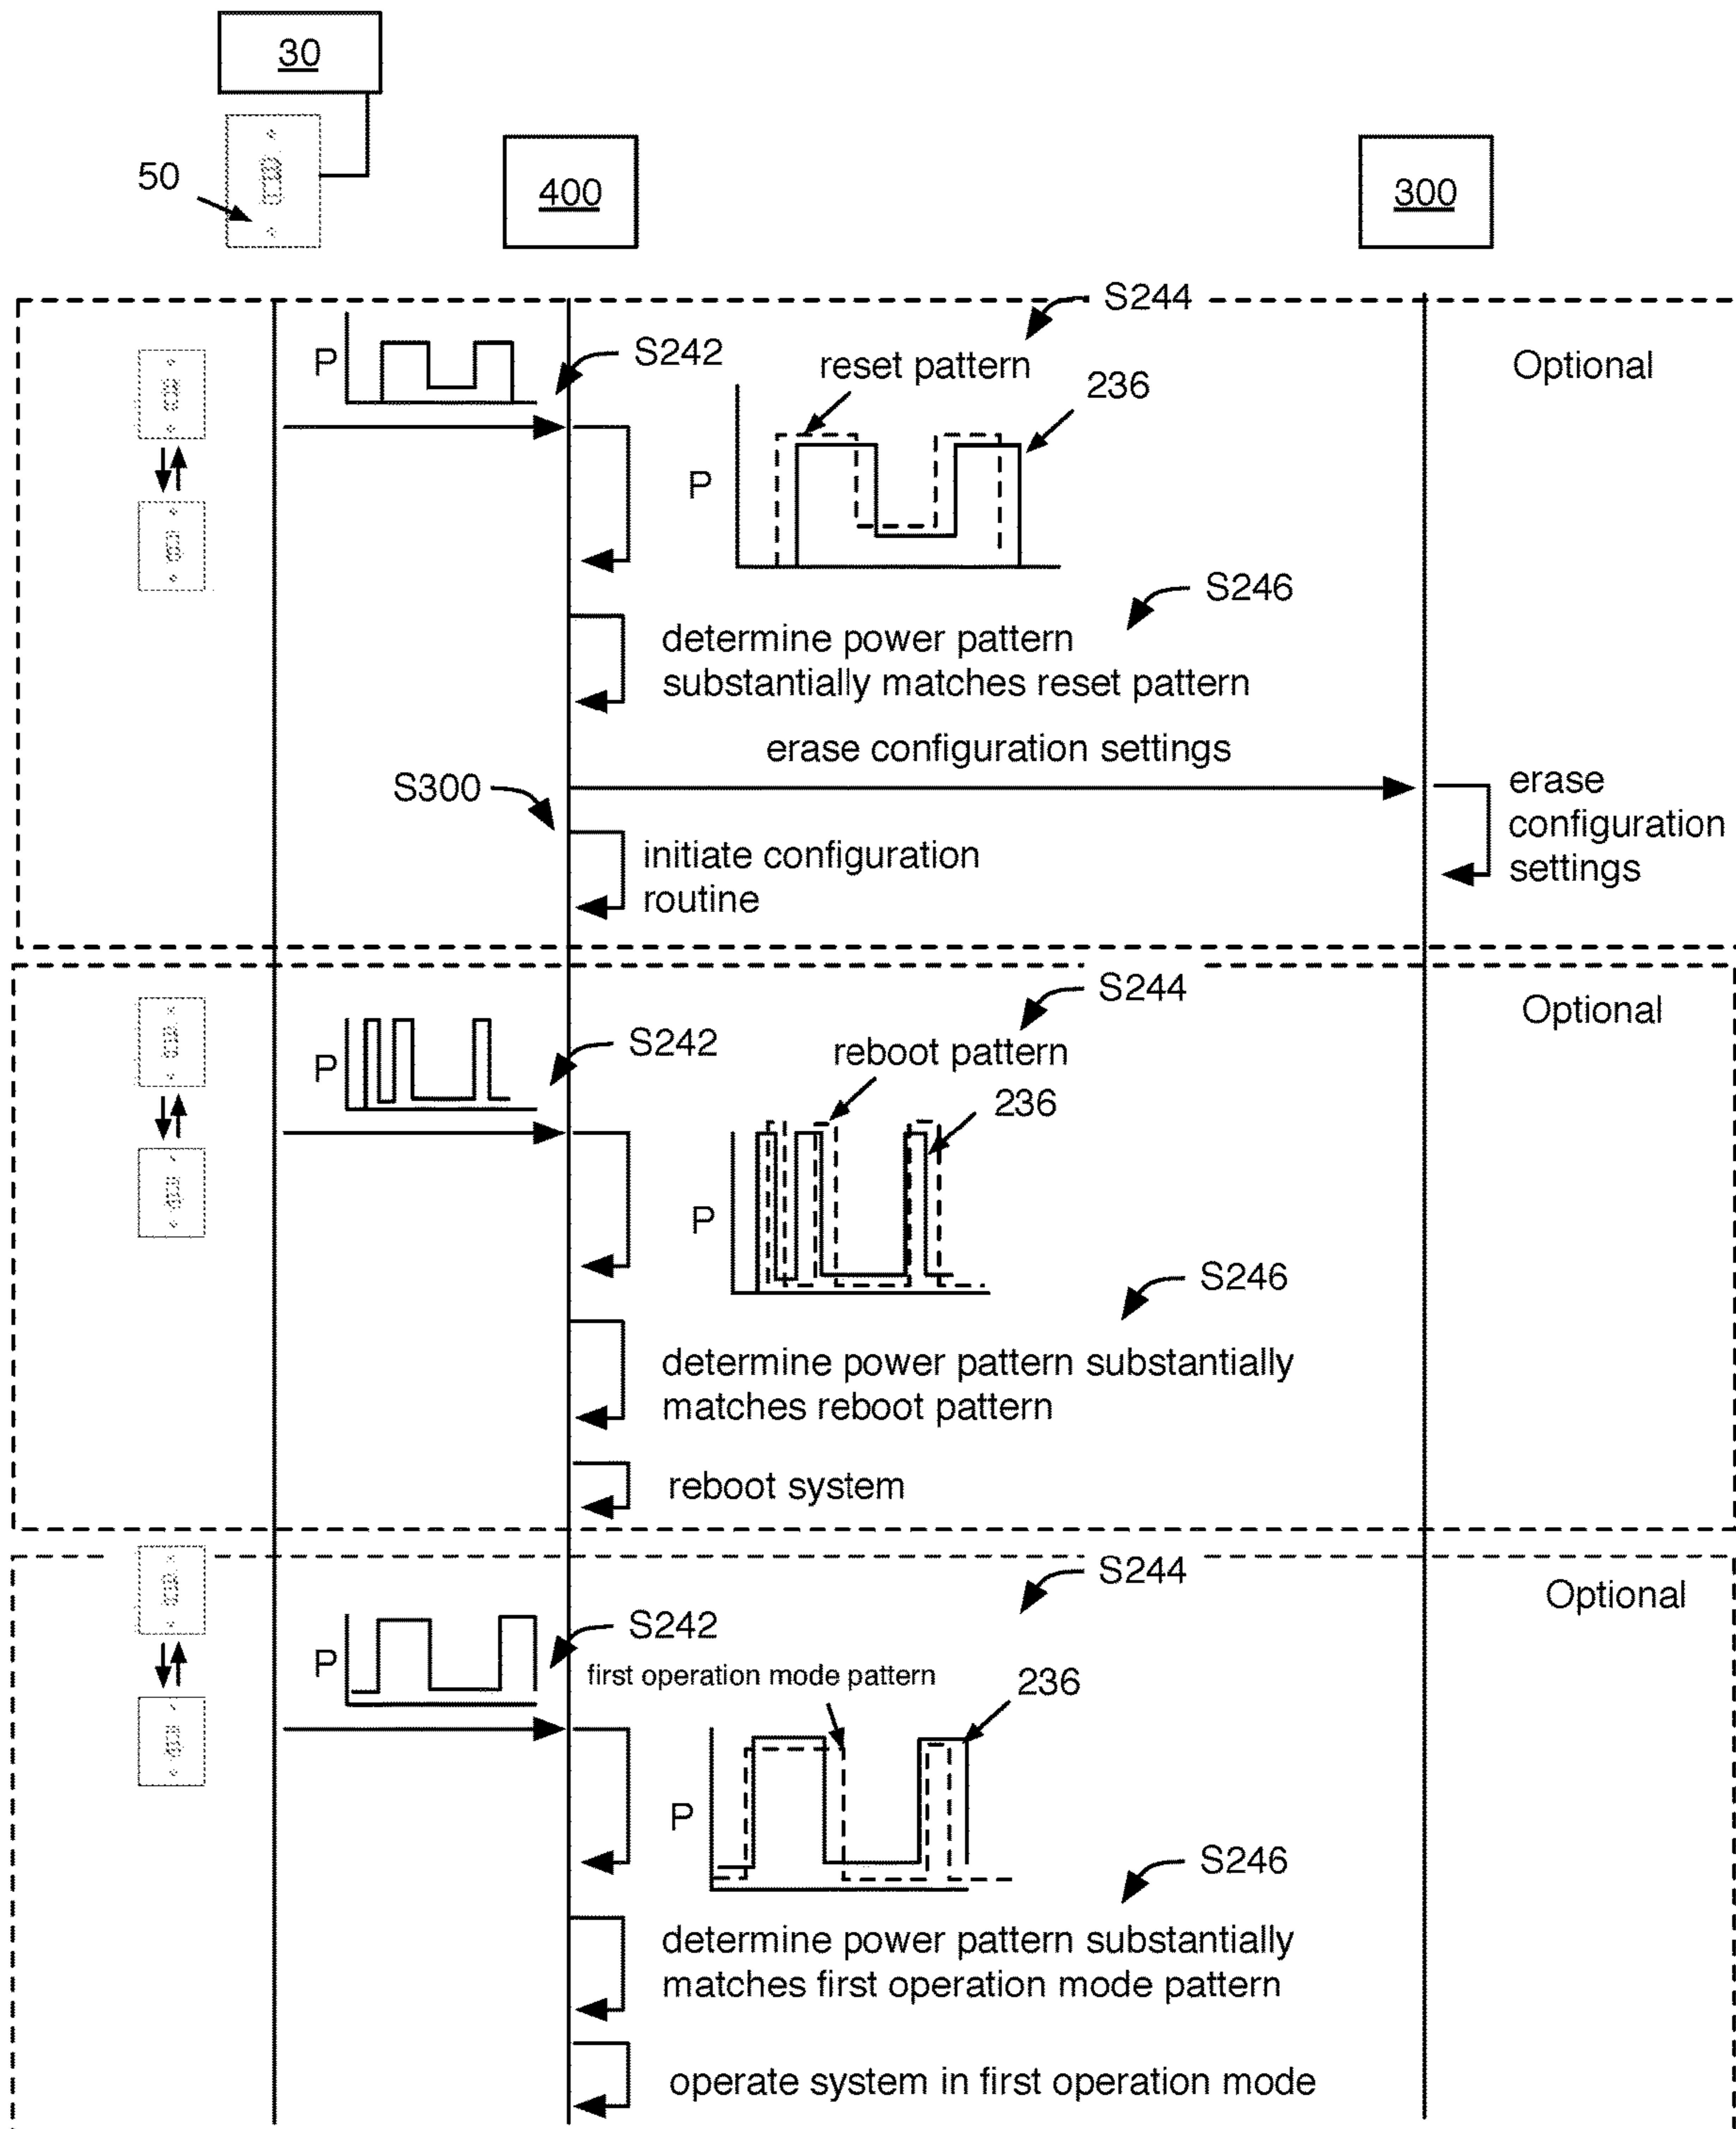 30
50
400
300
S244
P
S242
reset pattern
236
Optional
P
S246
determine power pattern
substantially matches reset pattern
erase configuration settings
S300
erase
configuration
settings
initiate configuration
routine
S244
Optional
P
S242
reboot pattern
236
P
S246
determine power pattern substantially
matches reboot pattern
reboot system
S244
Optional
P
S242
first operation mode pattern
236
P
S246
determine power pattern substantially
matches first operation mode pattern
operate system in first operation mode